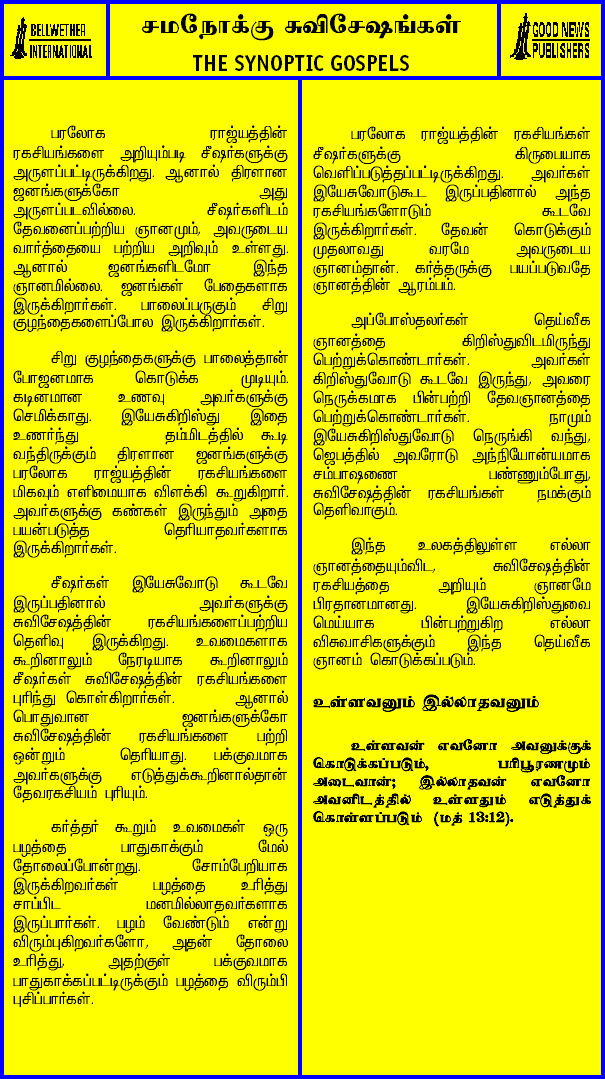 BELLWETHER
INTERNATIONAL
சமநோக்கு சுவிசேஷங்கள்
THE SYNOPTIC GOSPELS
GOOD NEWS
PUBLISHERS
பரலோக ராஜ்யத்தின்
ரகசியங்களை அறியும்படி சீஷர்களுக்கு
அருளப்பட்டிருக்கிறது. ஆனால் திரளான
ஜனங்களுக்கோ அது
அருளப்படவில்லை. சீஷர்களிடம்
தேவனைப்பற்றிய ஞானமும், அவருடைய
வார்த்தையை பற்றிய அறிவும் உள்ளது.
ஆனால் ஜனங்களிடமோ இந்த
ஞானமில்லை. ஜனங்கள் பேதைகளாக
இருக்கிறார்கள். பாலைப்பருகும் சிறு
குழந்தைகளைப்போல இருக்கிறார்கள்.
சிறு குழந்தைகளுக்கு பாலைத்தான்
போஜனமாக கொடுக்க முடியும்.
கடினமான உணவு அவர்களுக்கு
செமிக்காது. இயேசுகிறிஸ்து இதை
உணர்ந்து தம்மிடத்தில் கூடி
வந்திருக்கும் திரளான ஜனங்களுக்கு
பரலோக ராஜ்யத்தின் ரகசியங்களை
மிகவும் எளிமையாக விளக்கி கூறுகிறார்.
அவர்களுக்கு கண்கள் இருந்தும் அதை
பயன்படுத்த தெரியாதவர்களாக
இருக்கிறார்கள்.
சீஷர்கள் இயேசுவோடு கூடவே
இருப்பதினால் அவர்களுக்கு
சுவிசேஷத்தின் ரகசியங்களைப்பற்றிய
தெளிவு இருக்கிறது. உவமைகளாக
கூறினாலும் நேரடியாக கூறினாலும்
சீஷர்கள் சுவிசேஷத்தின் ரகசியங்களை
புரிந்து கொள்கிறார்கள். ஆனால்
பொதுவான ஜனங்களுக்கோ
சுவிசேஷத்தின் ரகசியங்களை பற்றி
ஒன்றும் தெரியாது. பக்குவமாக
அவர்களுக்கு எடுத்துக்கூறினால்தான்
தேவரகசியம் புரியும்.
கர்த்தர் கூறும் உவமைகள் ஒரு
பழத்தை பாதுகாக்கும் மேல்
தோலைப்போன்றது. சோம்பேறியாக
இருக்கிறவர்கள் பழத்தை உரித்து
சாப்பிட மனமில்லாதவர்களாக
இருப்பார்கள். பழம் வேண்டும் என்று
விரும்புகிறவர்களோ, அதன் தோலை
உரித்து, அதற்குள் பக்குவமாக
பாதுகாக்கப்பட்டிருக்கும் பழத்தை விரும்பி
புசிப்பார்கள்.
பரலோக ராஜ்யத்தின் ரகசியங்கள்
சீஷர்களுக்கு கிருபையாக
வெளிப்படுத்தப்பட்டிருக்கிறது. அவர்கள்
இயேசுவோடுகூட இருப்பதினால் அந்த
ரகசியங்களோடும் கூடவே
இருக்கிறார்கள். தேவன் கொடுக்கும்
முதலாவது வரமே அவருடைய
ஞானம்தான். கர்த்தருக்கு பயப்படுவதே
ஞானத்தின் ஆரம்பம்.
அப்போஸ்தலர்கள் தெய்வீக
ஞானத்தை கிறிஸ்துவிடமிருந்து
பெற்றுக்கொண்டார்கள். அவர்கள்
கிறிஸ்துவோடு கூடவே இருந்து, அவரை
நெருக்கமாக பின்பற்றி தேவஞானத்தை
பெற்றுக்கொண்டார்கள். நாமும்
இயேசுகிறிஸ்துவோடு நெருங்கி வந்து,
ஜெபத்தில் அவரோடு அந்நியோன்யமாக
சம்பாஷணை பண்ணும்போது,
சுவிசேஷத்தின் ரகசியங்கள் நமக்கும்
தெளிவாகும்.
இந்த உலகத்திலுள்ள எல்லா
ஞானத்தையும்விட, சுவிசேஷத்தின்
ரகசியத்தை அறியும் ஞானமே
பிரதானமானது. இயேசுகிறிஸ்துவை
மெய்யாக பின்பற்றுகிற எல்லா
விசுவாசிகளுக்கும் இந்த தெய்வீக
ஞானம் கொடுக்கப்படும்.
உள்ளவனும் இல்லாதவனும்
உள்ளவன் எவனோ அவனுக்குக்
கொடுக்கப்படும், பரிபூரணமும்
அடைவான்; இல்லாதவன் எவனோ
அவனிடத்தில் உள்ளதும் எடுத்துக்
கொள்ளப்படும் (மத் 13:12).